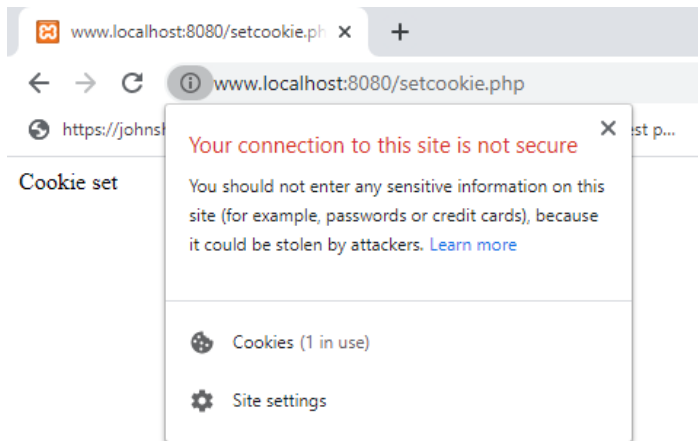 www.localhost:8080/setcookie.ph
www.localhost:8080/setcookie.php
https://johnsh
est p...
Your connection to this site is not secure
Cookie set
You should not enter any sensitive information on this
site (for example, passwords or credit cards), because
it could be stolen by attackers. Learn more
Cookies (1 in use)
Site settings